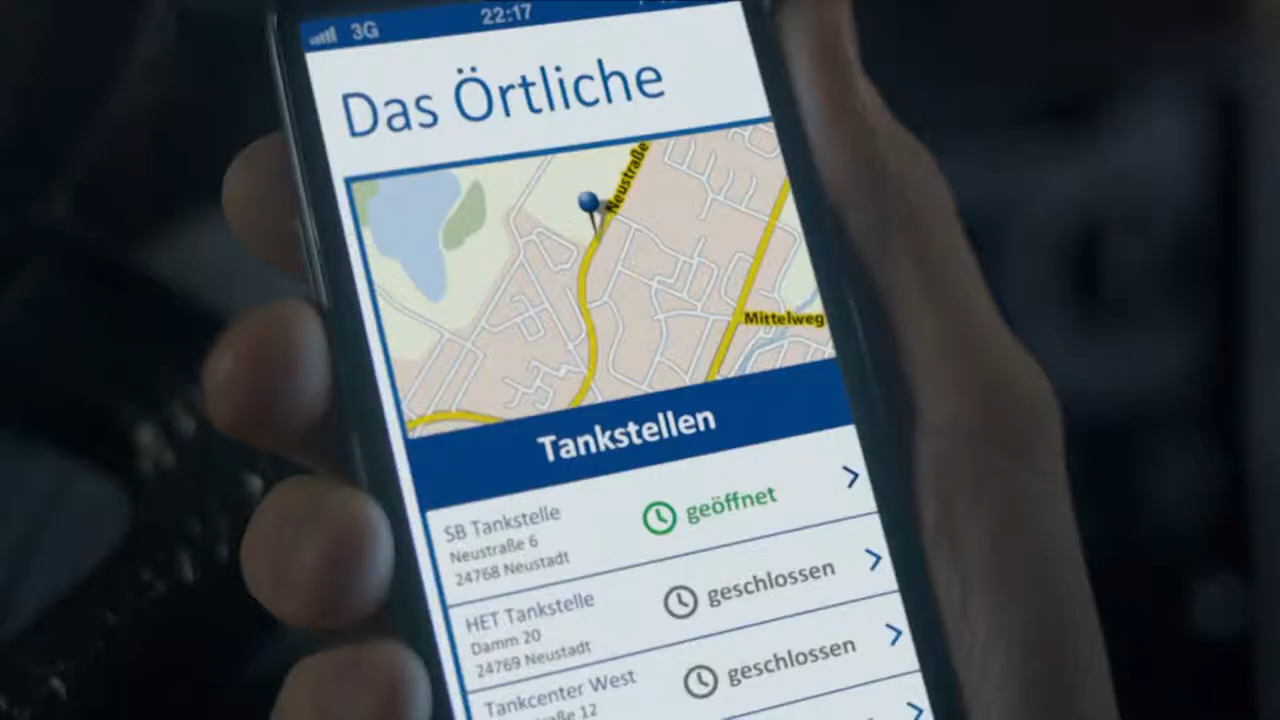 3G 22:17
Das Örtliche
Neustraße
Mittelweg
Tankstellen
SB Tankstelle
Neustraße 6
24768 Neustadt
geöffnet
HET Tankstelle
Damm 20
24769 Neustadt
geschlossen
Tankcenter West
12
geschlossen